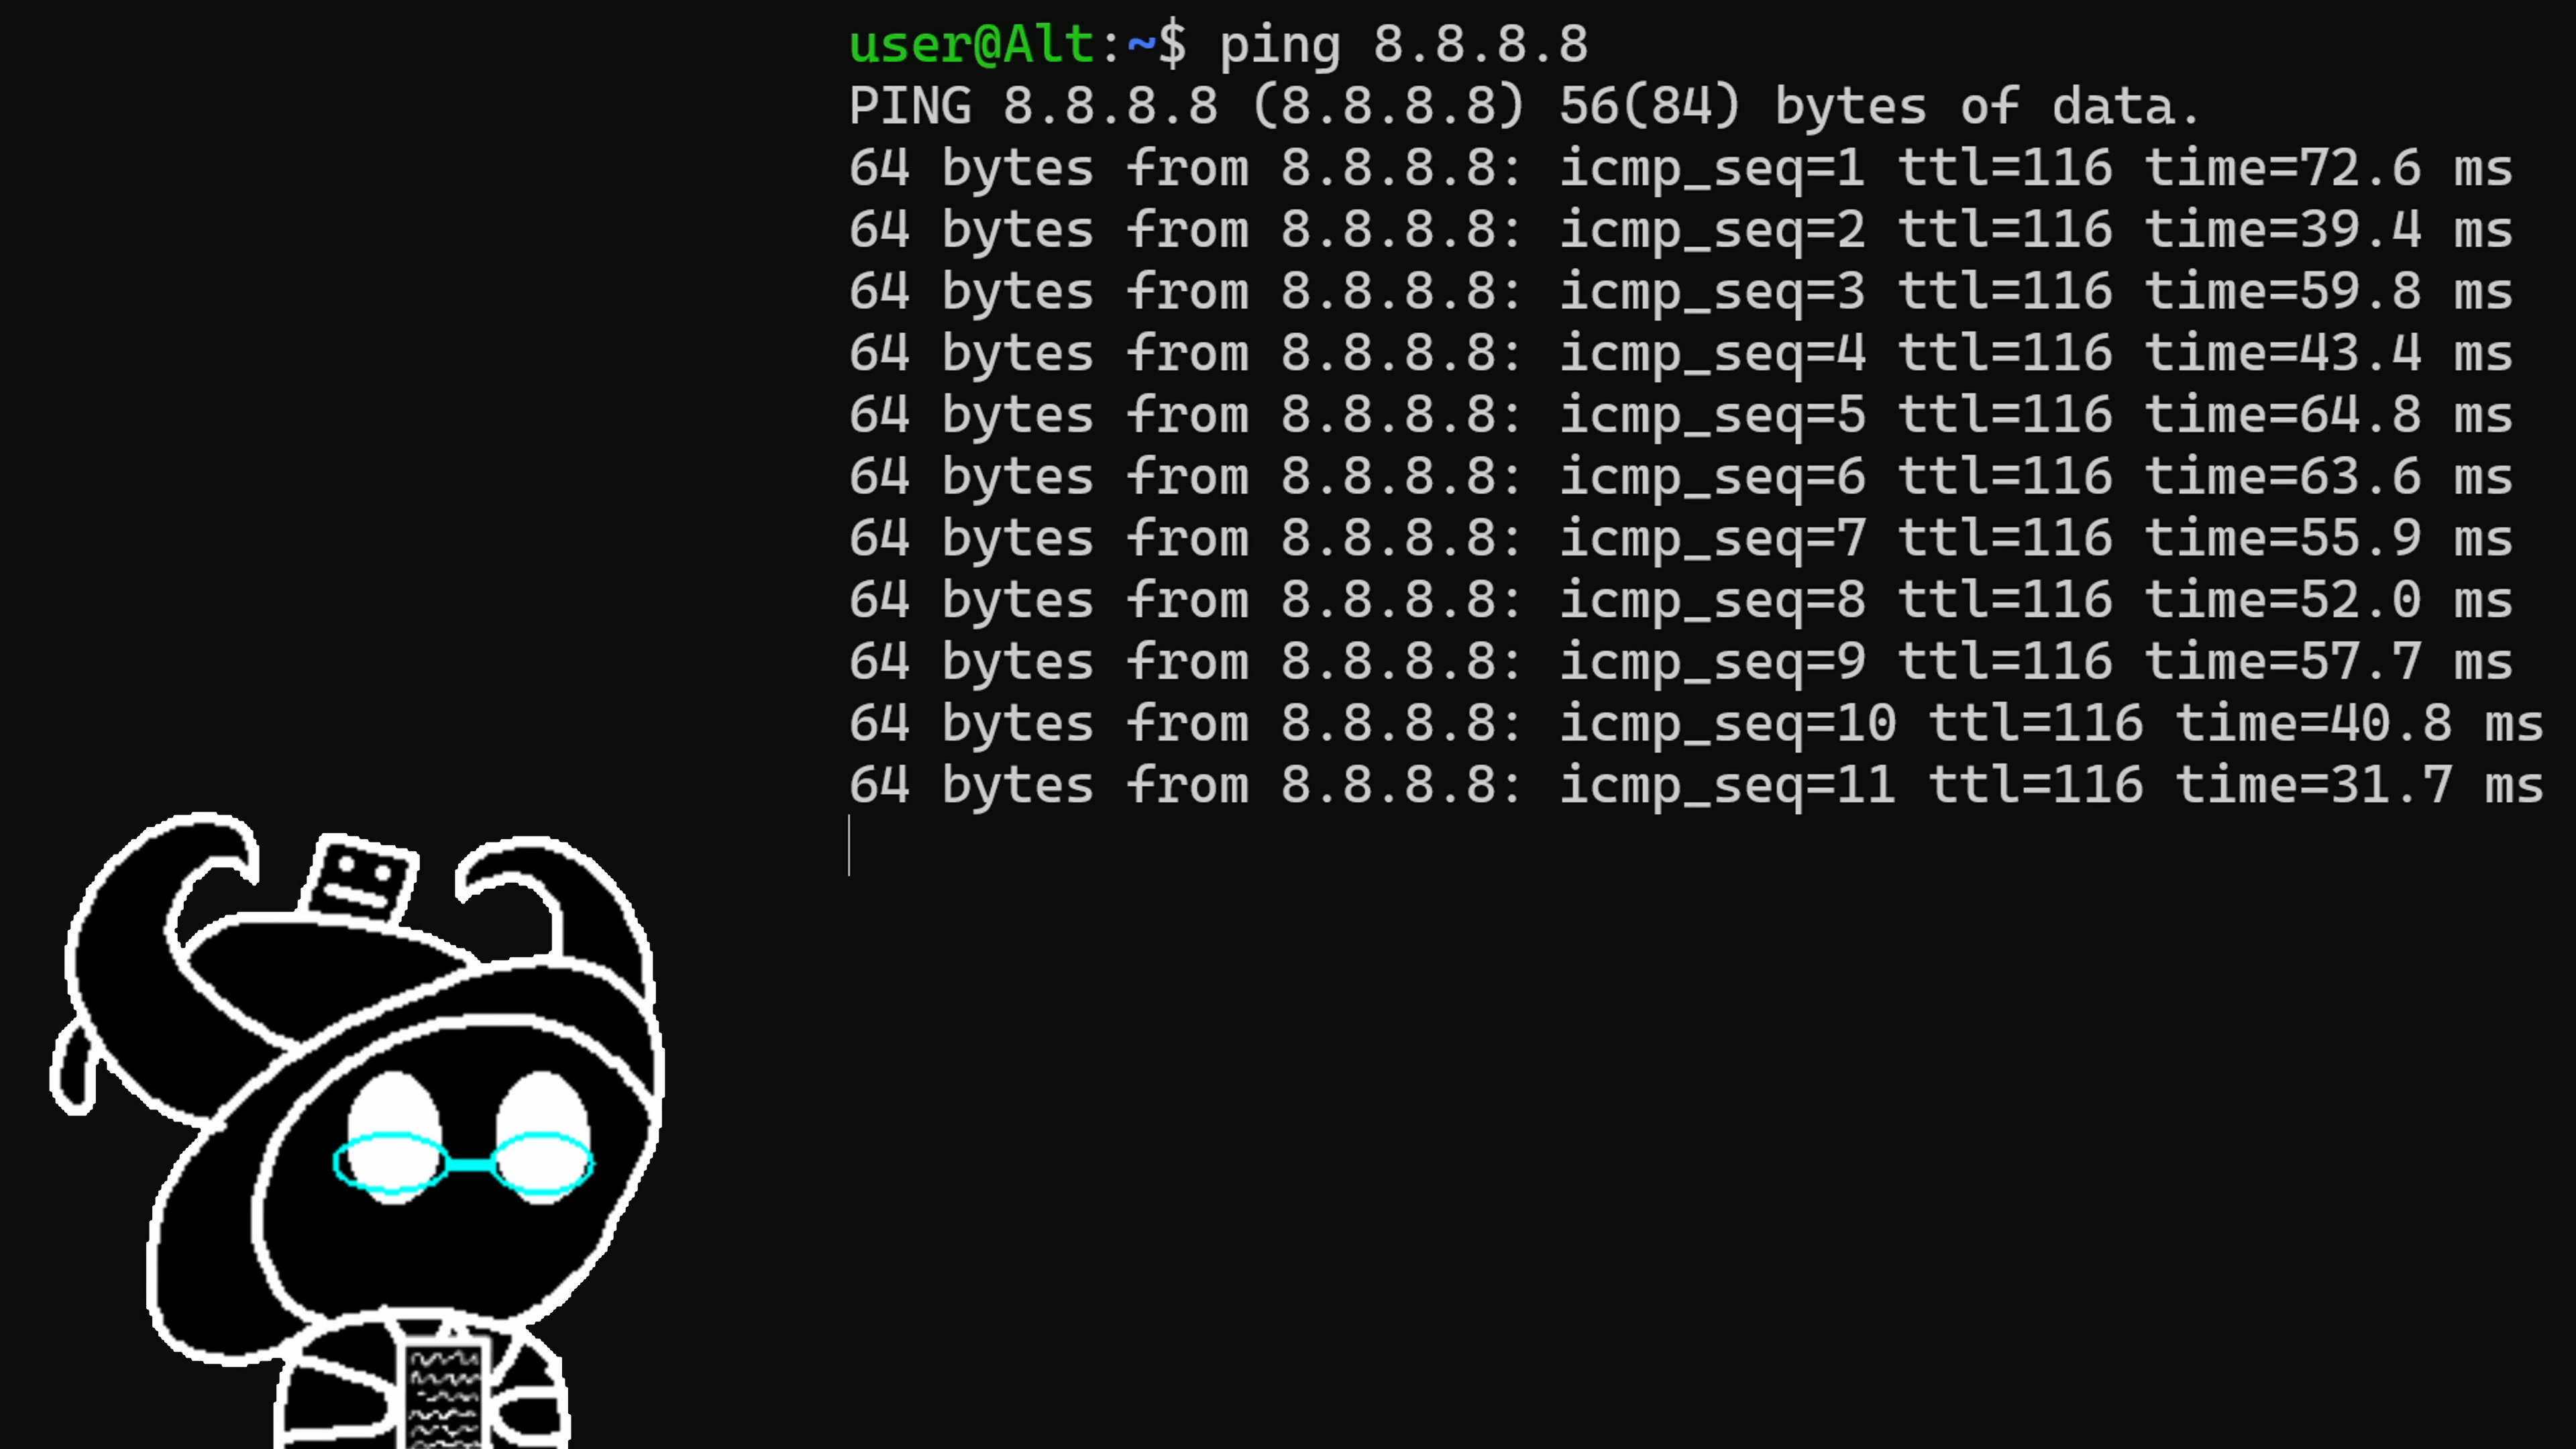 user@Alt:~$ ping 8.8.8.8
PING 8.8.8.8 (8.8.8.8) 56(84) bytes of data.
64 bytes from 8.8.8.8: icmp_seq=1 ttl=116 time=72.6 ms
64 bytes from 8.8.8.8: icmp_seq=2 ttl=116 time=39.4 ms
64 bytes from 8.8.8.8: icmp_seq=3 ttl=116 time=59.8 ms
64 bytes from 8.8.8.8: icmp_seq=4 ttl=116 time=43.4 ms
64 bytes from 8.8.8.8: icmp_seq=5 ttl=116 time=64.8 ms
64 bytes from 8.8.8.8: icmp_seq=6 ttl=116 time=63.6 ms
64 bytes from 8.8.8.8: icmp_seq=7 ttl=116 time=55.9 ms
64 bytes from 8.8.8.8: icmp_seq=8 ttl=116 time=52.0 ms
64 bytes from 8.8.8.8: icmp_seq=9 ttl=116 time=57.7 ms
64 bytes from 8.8.8.8: icmp_seq=10 ttl=116 time=40.8 ms
64 bytes from 8.8.8.8: icmp_seq=11 ttl=116 time=31.7 ms